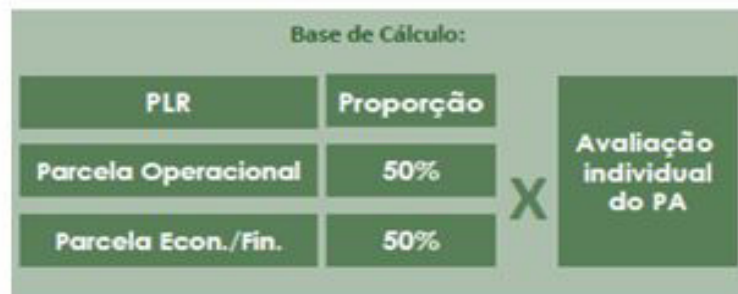 Base de Cálculo:
PLR Proporção
Parcela Operacional 50%
Parcela Econ./Fin. 50%
X
Avaliação
individual
do PA